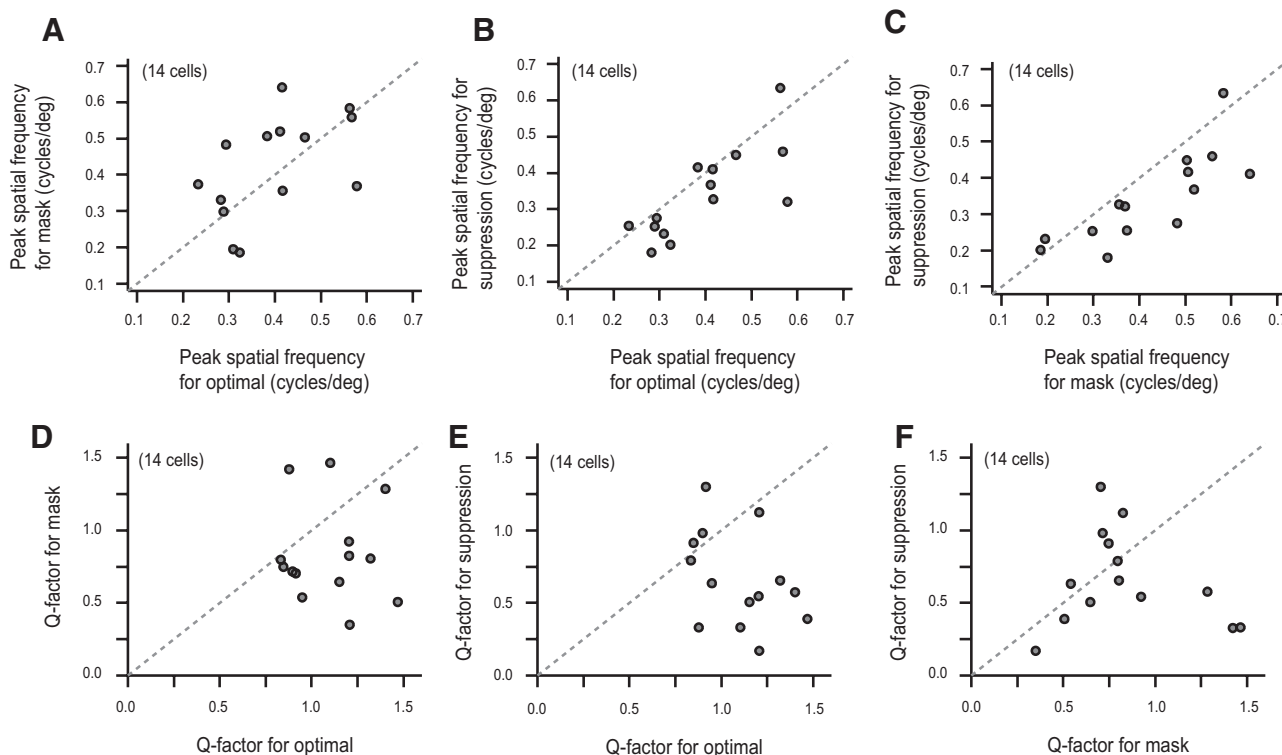 A
(14 cells)
Peak spatial frequency
for mask (cycles/deg)
0.7
0.6
0.5
0.4
0.3
0.2
0.1
0.1 0.2 0.3 0.4 0.5 0.6 0.7
Peak spatial frequency
for optimal (cycles/deg)
B
(14 cells)
Peak spatial frequency for
suppression (cycles/deg)
0.7
0.6
0.5
0.4
0.3
0.2
0.1
0.1 0.2 0.3 0.4 0.5 0.6 0.7
Peak spatial frequency
for optimal (cycles/deg)
C
(14 cells)
Peak spatial frequency for
suppression (cycles/deg)
0.7
0.6
0.5
0.4
0.3
0.2
0.1
0.1 0.2 0.3 0.4 0.5 0.6 0.7
Peak spatial frequency
for mask (cycles/deg)
D
(14 cells)
Q-factor for mask
1.5
1.0
0.5
0.0
0.0 0.5 1.0 1.5
Q-factor for optimal
E
(14 cells)
Q-factor for suppression
1.5
1.0
0.5
0.0
0.0 0.5 1.0 1.5
Q-factor for optimal
F
(14 cells)
Q-factor for suppression
1.5
1.0
0.5
0.0
0.0 0.5 1.0 1.5
Q-factor for mask